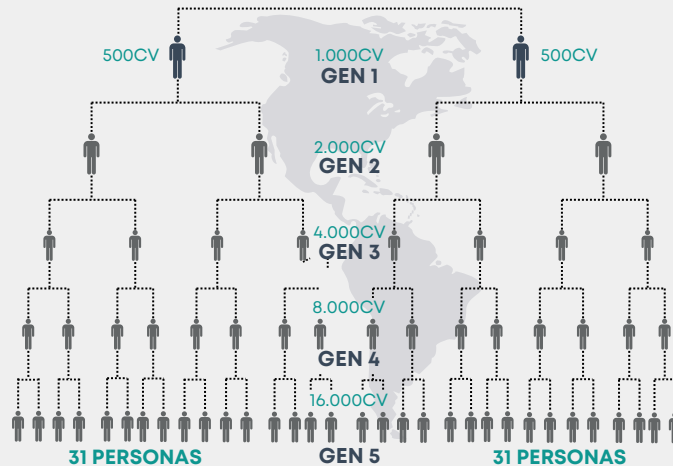 500CV
1.000CV
500CV
GEN 1
2.000CV
GEN 2
4.000CV
GEN 3
8.000CV
GEN 4
16.000CV
31 PERSONAS
GEN 5
31 PERSONAS